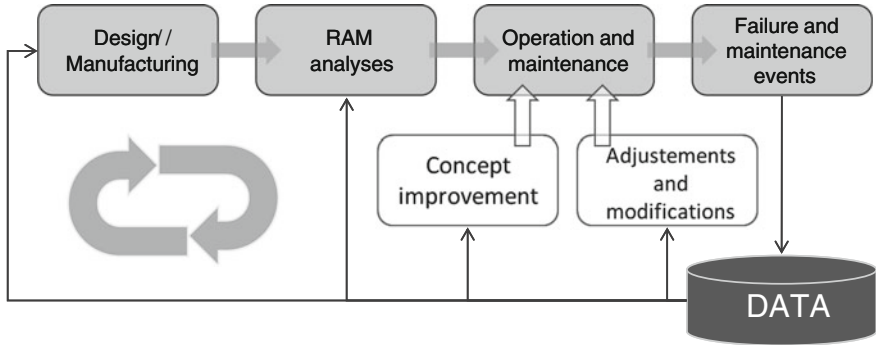 Design⁄/
Manufacturing
RAM
analyses
Operation and
maintenance
Failure and
maintenance
events
Concept
improvement
Adjustements
and
modifications
DATA